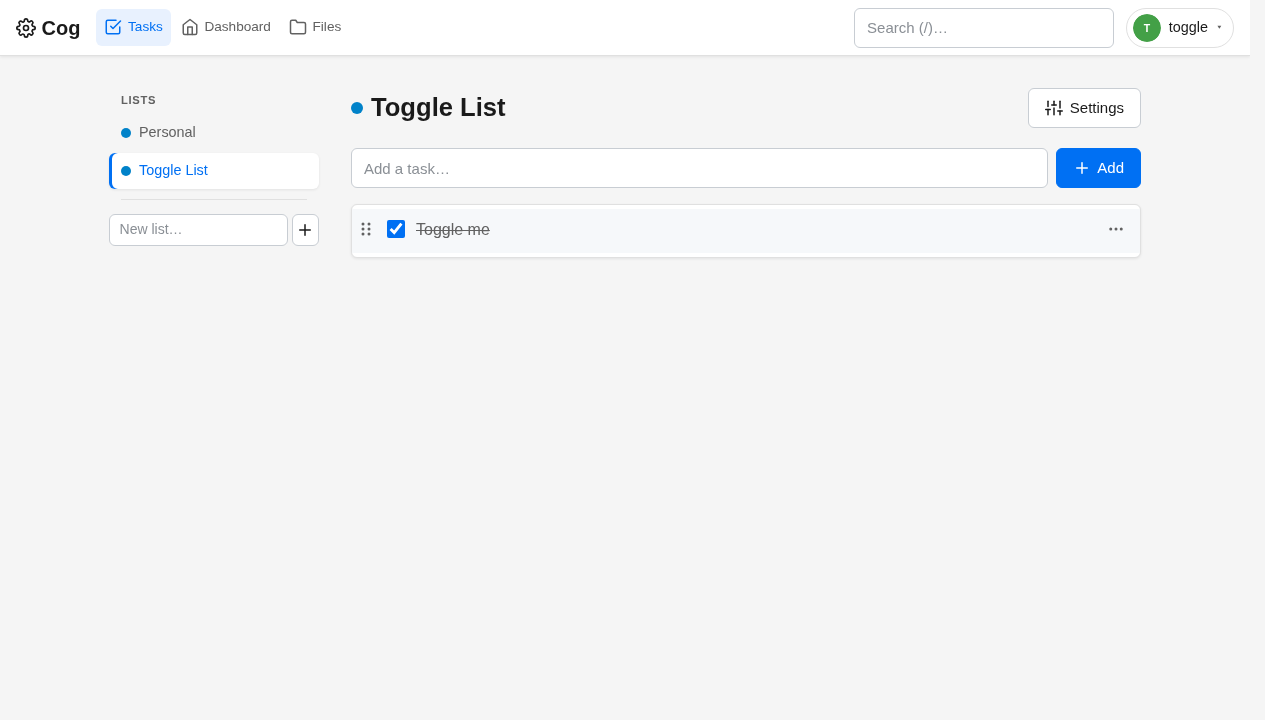 Cog
Tasks
Dashboard
Files
Search (/)…
T
toggle
LISTS
Personal
Toggle List
New list…
Toggle List
Settings
Add a task…
Add
Toggle me